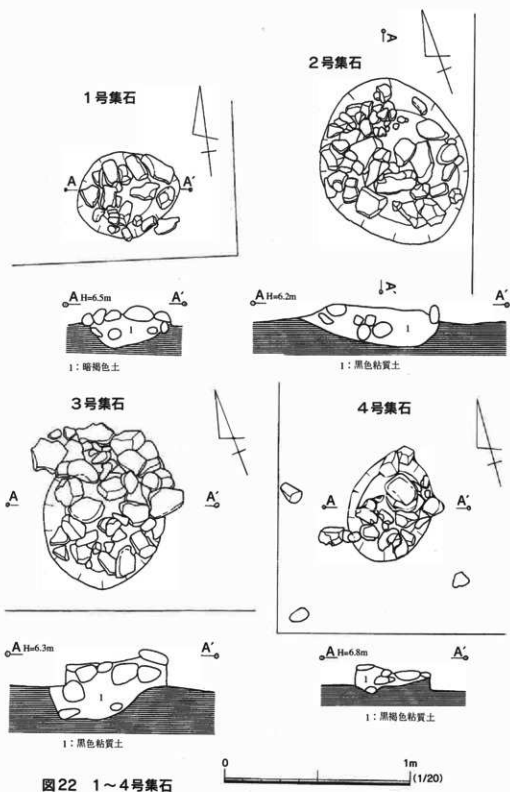 1号集石
A A′
A H=6.5m A′
1
1：暗褐色土
2号集石
A
A′
A H=6.2m A′
1
1：黒色粘質土
3号集石
A A′
A H=6.3m A′
1
1：黒色粘質土
4号集石
A A′
A H=6.8m A′
1
1：黒褐色粘質土
0 1m
(1/20)
図22 1～4号集石